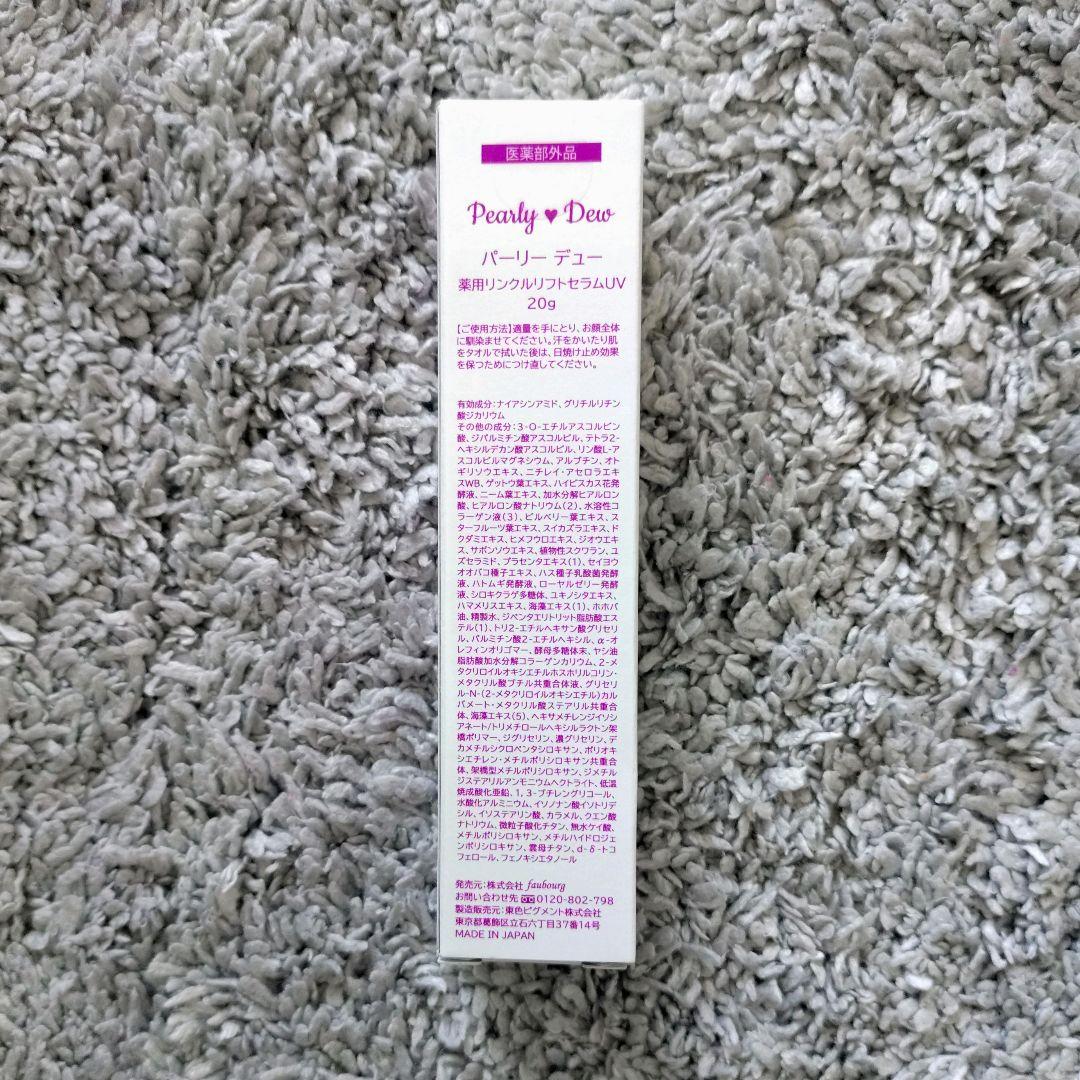 医薬部外品
Pearly ♥ Dew
パーリー デュー
薬用リンクルリフトセラムUV
20g
【ご使用方法】適量を手にとり、お顔全体
に馴染ませてください。汗をかいたり肌
をタオルで拭いた後は、日焼け止め効果
を保つためにつけ直してください。
有効成分：ナイアシンアミド、グリチルリチン
酸ジカリウム
その他の成分：3-O-エチルアスコルビン
酸、ジパルミチン酸アスコルビル、テトラ2-
ヘキシルデカン酸アスコルビル、リン酸L-ア
スコルビルマグネシウム、アルブチン、オト
ギリソウエキス、ニチレイ・アセロラエキ
スWB、ゲットウ葉エキス、ハイビスカス花発
酵液、ニーム葉エキス、加水分解ヒアルロン
酸、ヒアルロン酸ナトリウム(2)、水溶性コ
ラーゲン液(3)、ビルベリー葉エキス、ス
ターフルーツ葉エキス、スイカズラエキス、ド
クダミエキス、ヒメフウロエキス、ジオウエキ
ス、サボンソウエキス、植物性スクワラン、ユ
ズセラミド、プラセンタエキス(1)、セイヨウ
オオバコ種子エキス、ハス種子乳酸菌発酵
液、ハトムギ発酵液、ローヤルゼリー発酵
液、シロキクラゲ多糖体、ユキノシタエキス、
ハマメリスエキス、海藻エキス(1)、ホホバ
油、精製水、ジペンタエリトリット脂肪酸エス
テル(1)、トリ2-エチルヘキサン酸グリセリ
ル、パルミチン酸2-エチルヘキシル、α-オ
レフィンオリゴマー、酵母多糖体末、ヤシ油
脂肪酸加水分解コラーゲンカリウム、2-メ
タクリロイルオキシエチルホスホリルコリン・
メタクリル酸ブチル共重合体液、グリセリ
ル-N-(2-メタクリロイルオキシエチル)カル
バメート・メタクリル酸ステアリル共重合
体、海藻エキス(5)、ヘキサメチレンジイソシ
アネート/トリメチロールヘキシルラクトン架
橋ポリマー、ジグリセリン、濃グリセリン、デ
カメチルシクロペンタシロキサン、ポリオキ
シエチレン・メチルポリシロキサン共重合
体、架橋型メチルポリシロキサン、ジメチル
ジステアリルアンモニウムヘクトライト、低温
焼成酸化亜鉛、1,3-ブチレングリコール、
水酸化アルミニウム、イソノナン酸イソトリデ
シル、イソステアリン酸、カラメル、クエン酸
ナトリウム、微粒子酸化チタン、無水ケイ酸、
メチルポリシロキサン、メチルハイドロジェ
ンポリシロキサン、雲母チタン、d-δ-トコ
フェロール、フェノキシエタノール
発売元：株式会社 faubourg
お問い合わせ先 0120-802-798
製造販売元：東色ピグメント株式会社
東京都葛飾区立石六丁目37番14号
MADE IN JAPAN